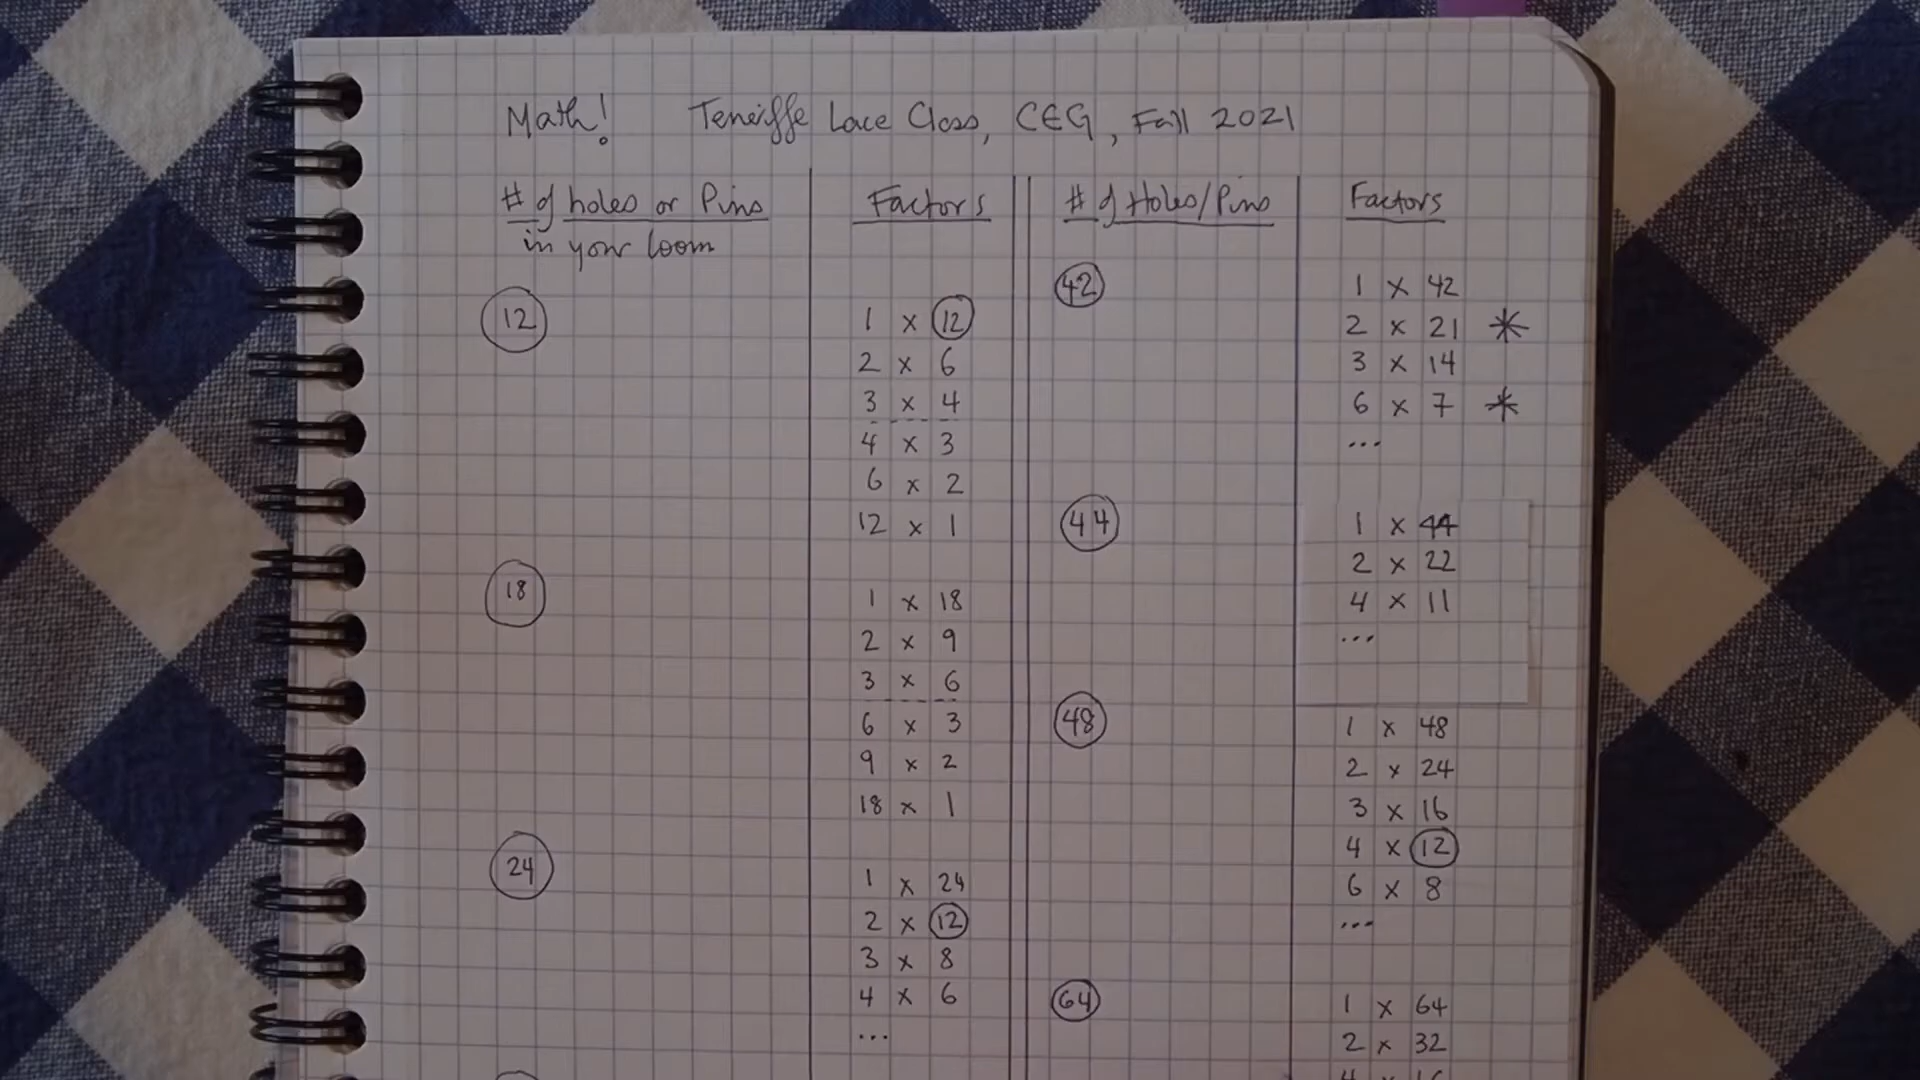 Math! Teneriffe Lace Class, CEG, Fall 2021
# of holes or Pins
in your loom
Factors
12
1 x 12
2 x 6
3 x 4
4 x 3
6 x 2
12 x 1
18
1 x 18
2 x 9
3 x 6
6 x 3
9 x 2
18 x 1
24
1 x 24
2 x 12
3 x 8
4 x 6
...
# of Holes/Pins
Factors
42
1 x 42
2 x 21 *
3 x 14
6 x 7 *
...
44
1 x 44
2 x 22
4 x 11
...
48
1 x 48
2 x 24
3 x 16
4 x 12
6 x 8
...
64
1 x 64
2 x 32
4 x 16